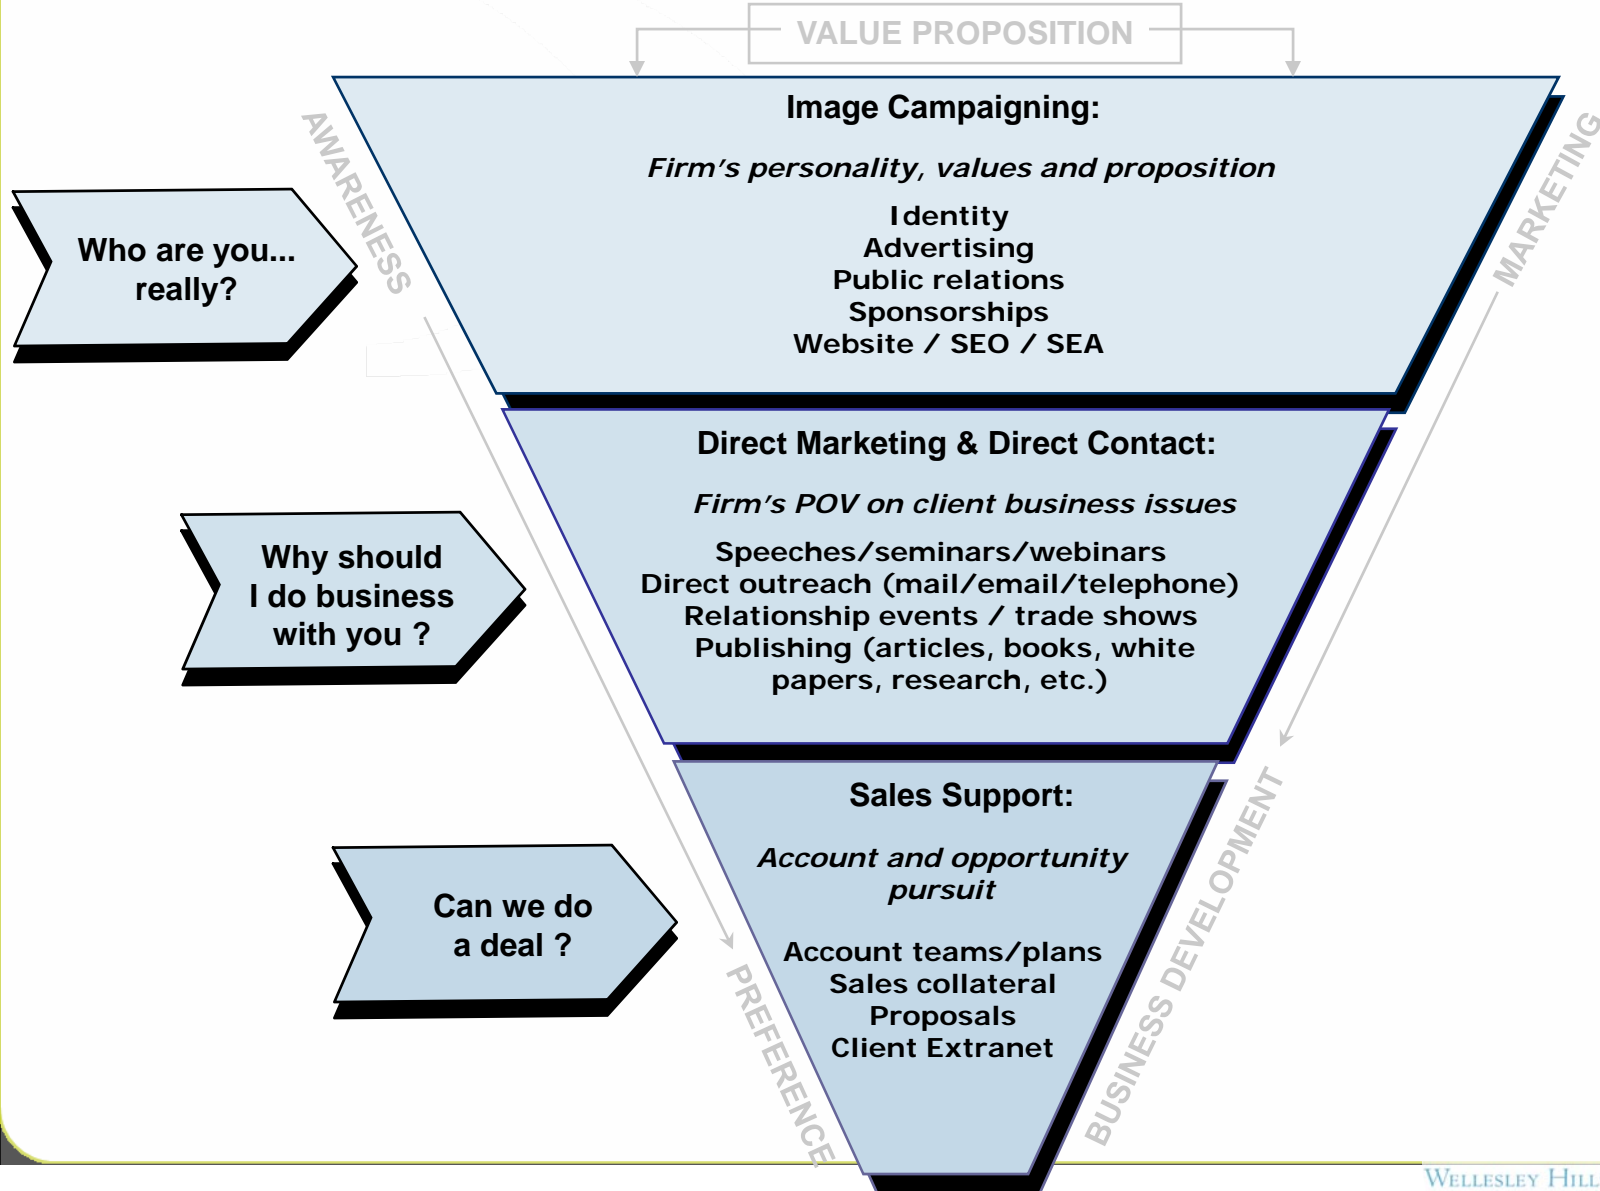 VALUE PROPOSITION
AWARENESS
MARKETING
Image Campaigning:
Firm's personality, values and proposition
Identity
Advertising
Public relations
Sponsorships
Website / SEO / SEA
Who are you...
really?
Direct Marketing & Direct Contact:
Firm's POV on client business issues
Speeches/seminars/webinars
Direct outreach (mail/email/telephone)
Relationship events / trade shows
Publishing (articles, books, white
papers, research, etc.)
Why should
I do business
with you ?
Sales Support:
Account and opportunity
pursuit
Account teams/plans
Sales collateral
Proposals
Client Extranet
Can we do
a deal ?
PREFERENCE
BUSINESS DEVELOPMENT
WELLESLEY HILL